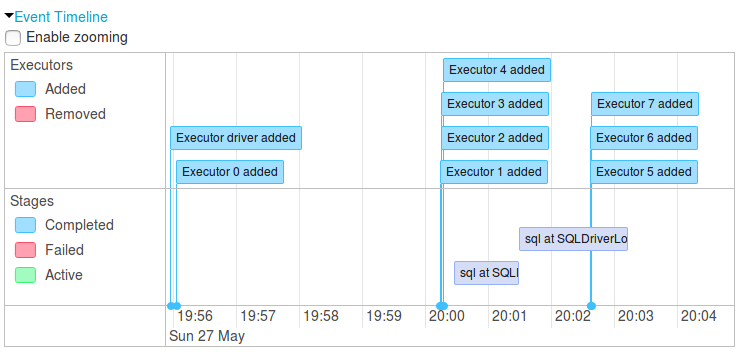 Event Timeline
Enable zooming
Executors
Added
Removed
Executor 4 added
Executor 3 added
Executor 7 added
Executor driver added
Executor 2 added
Executor 6 added
Executor 0 added
Executor 1 added
Executor 5 added
Stages
Completed
Failed
Active
sql at SQLDriverLo
sql at SQLI
19:56 19:57 19:58 19:59 20:00 20:01 20:02 20:03 20:04
Sun 27 May